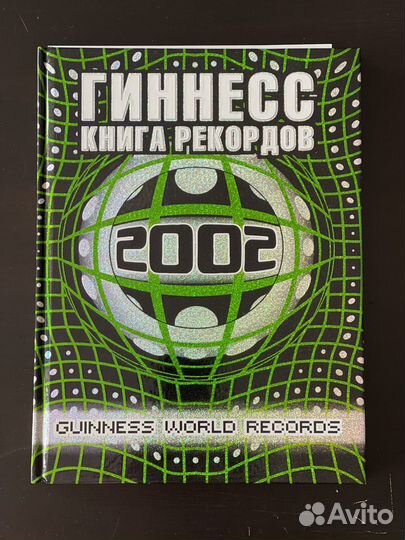 ГИННЕСС
КНИГА РЕКОРДОВ
2002
GUINNESS WORLD RECORDS
Avito